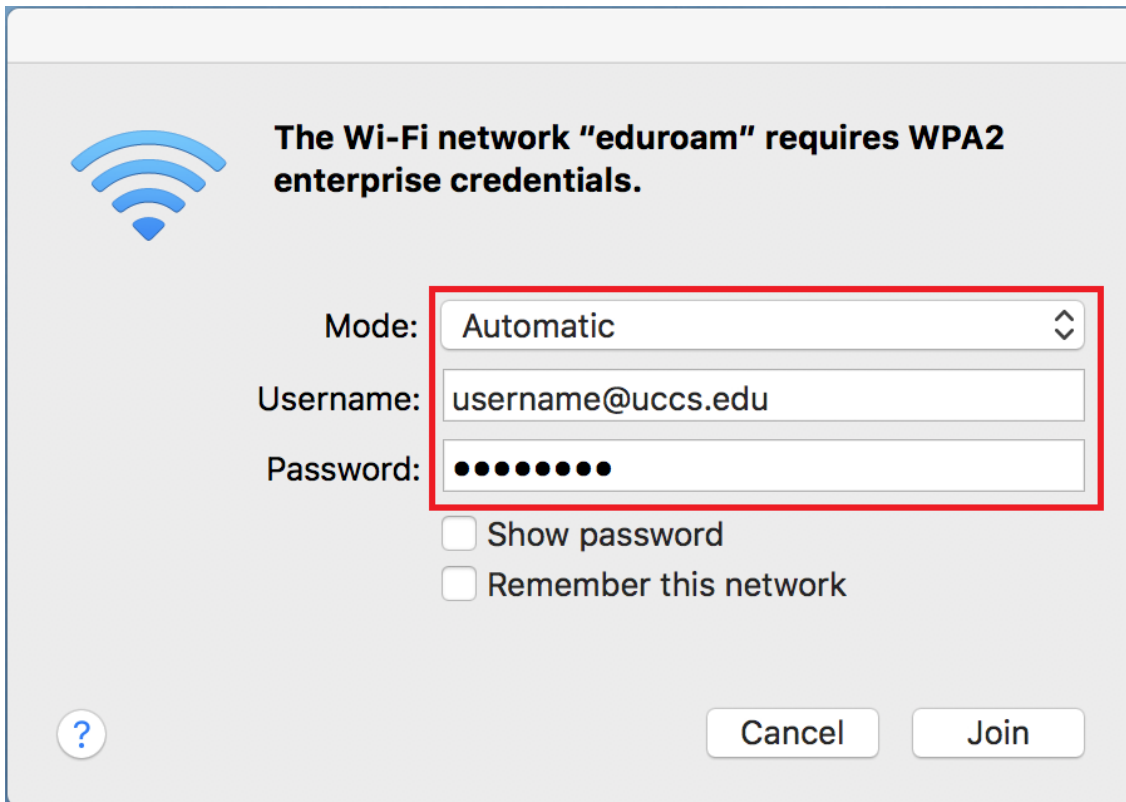 The Wi-Fi network “eduroam” requires WPA2
enterprise credentials.
Mode: Automatic
Username: username@uccs.edu
Password: ••••••••
Show password
Remember this network
? Cancel Join